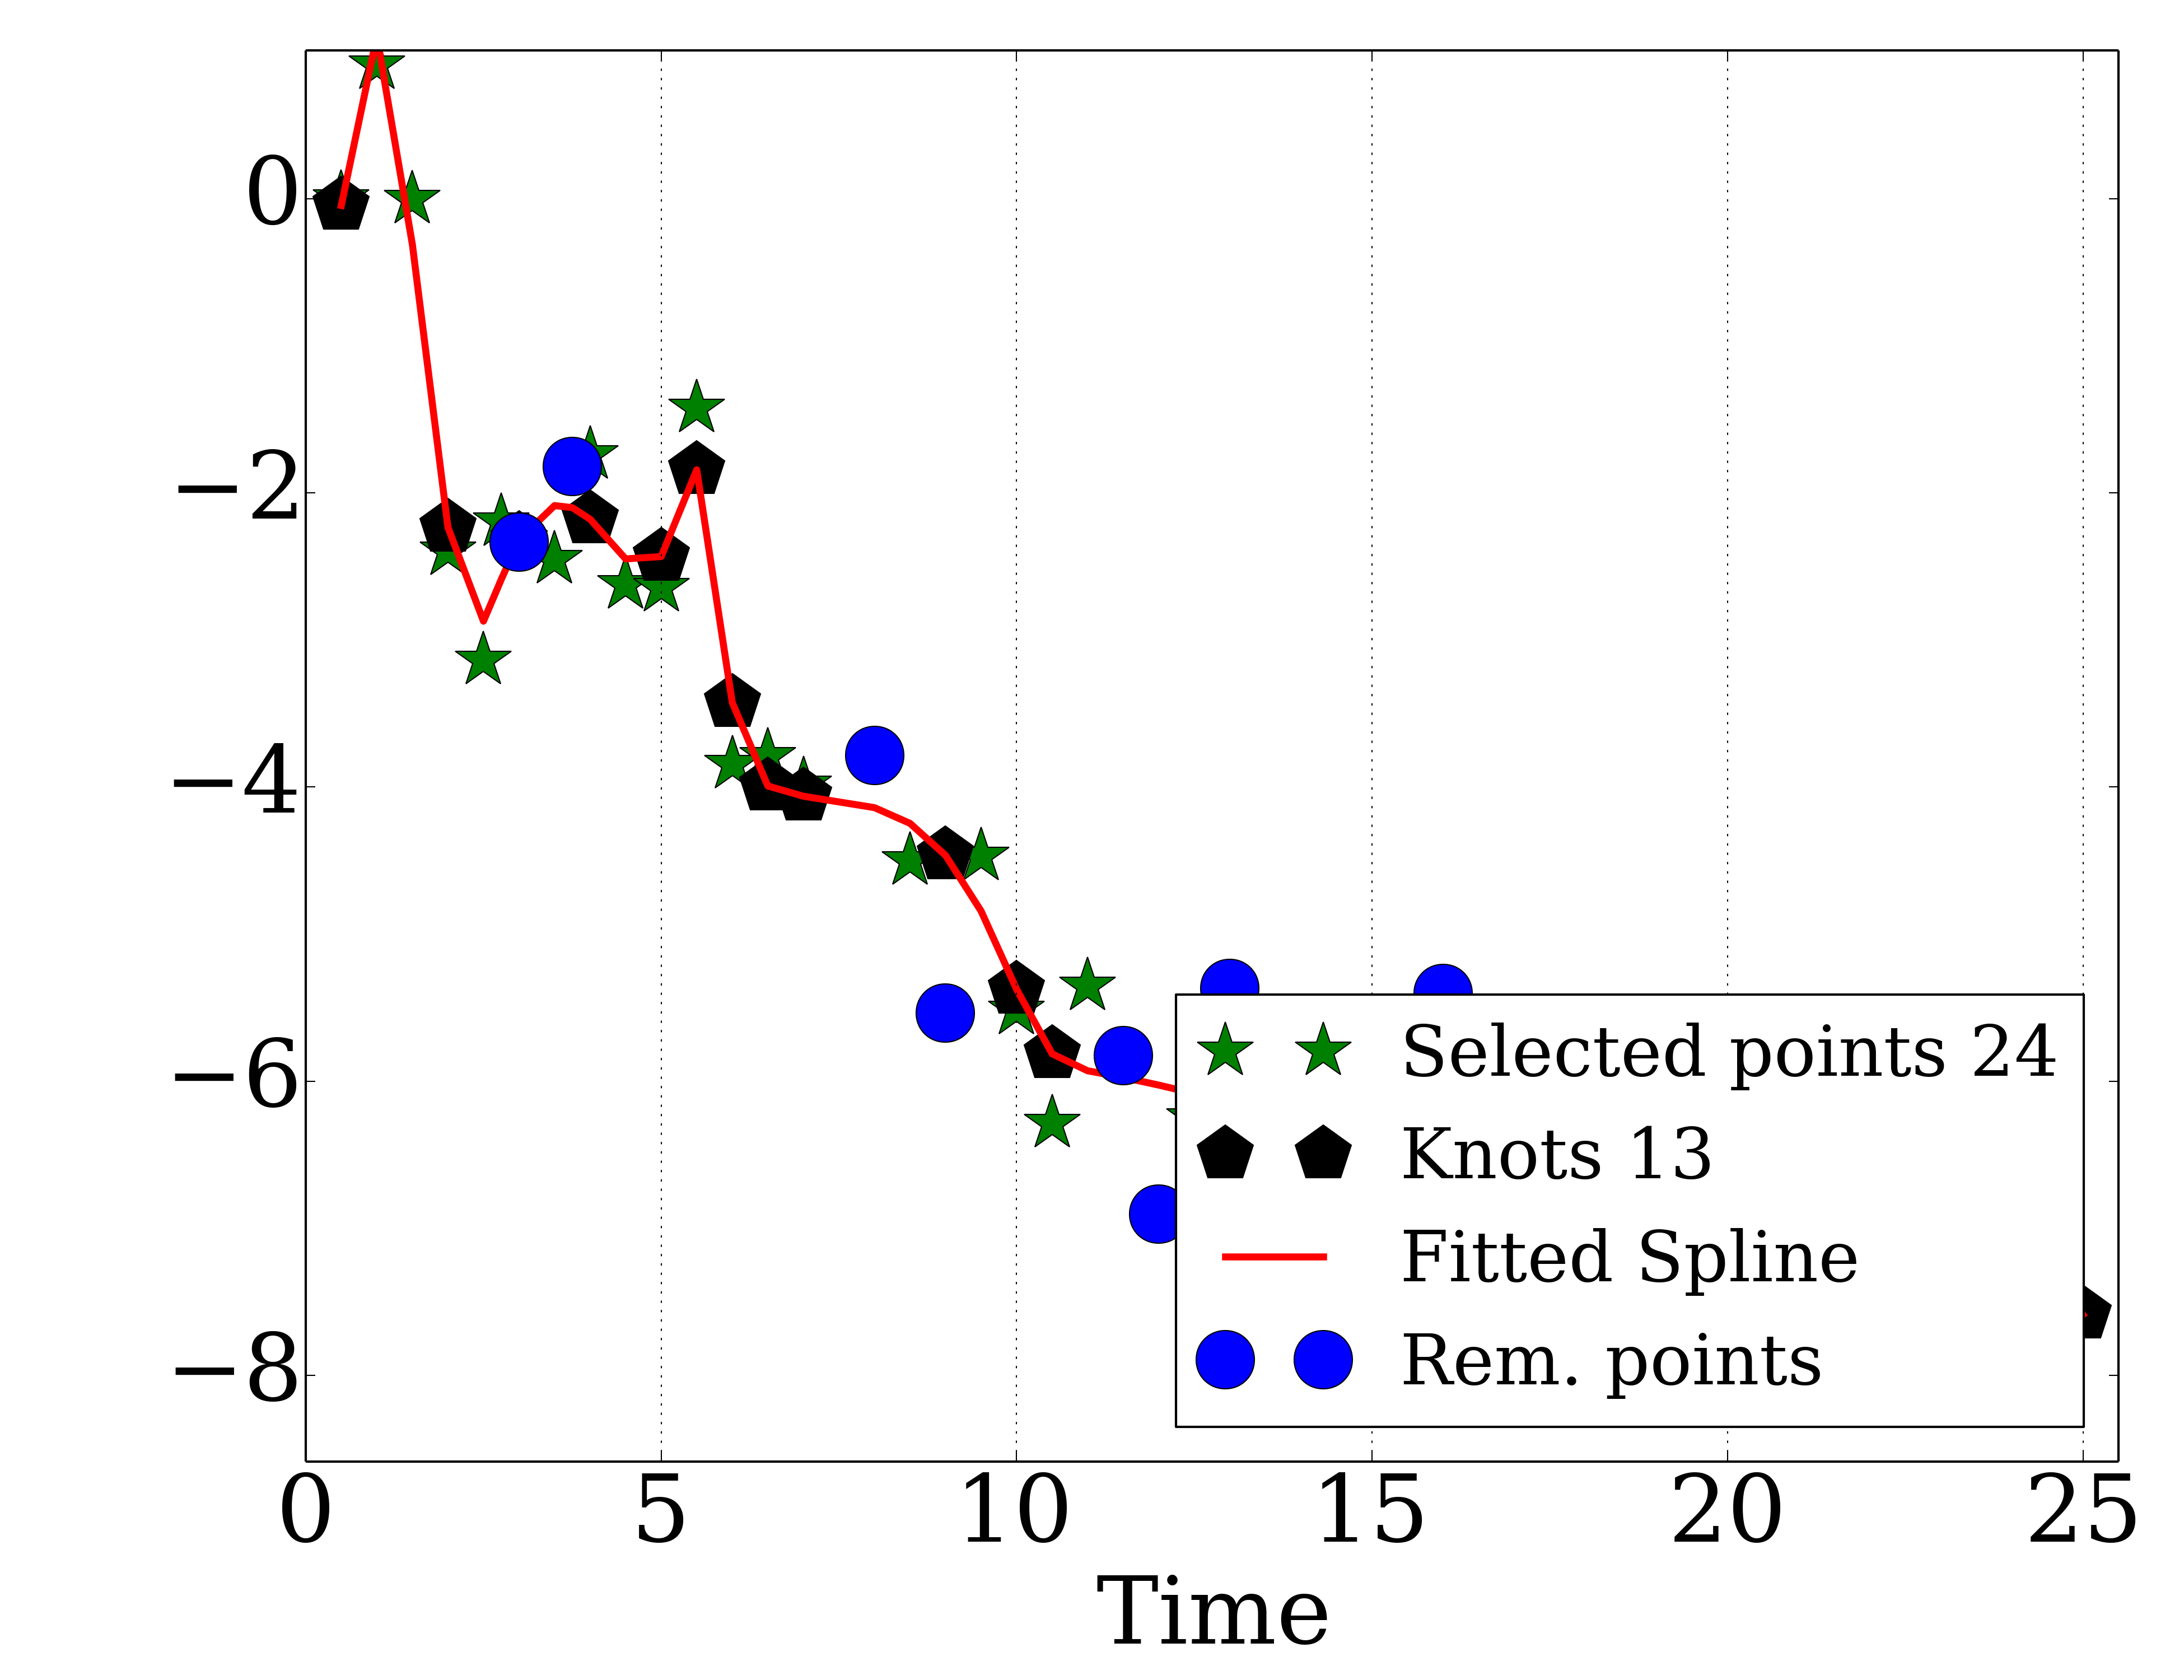 0
−2
−4
−6
−8
Selected points 24
Knots 13
Fitted Spline
Rem. points
0 5 10 15 20 25
Time